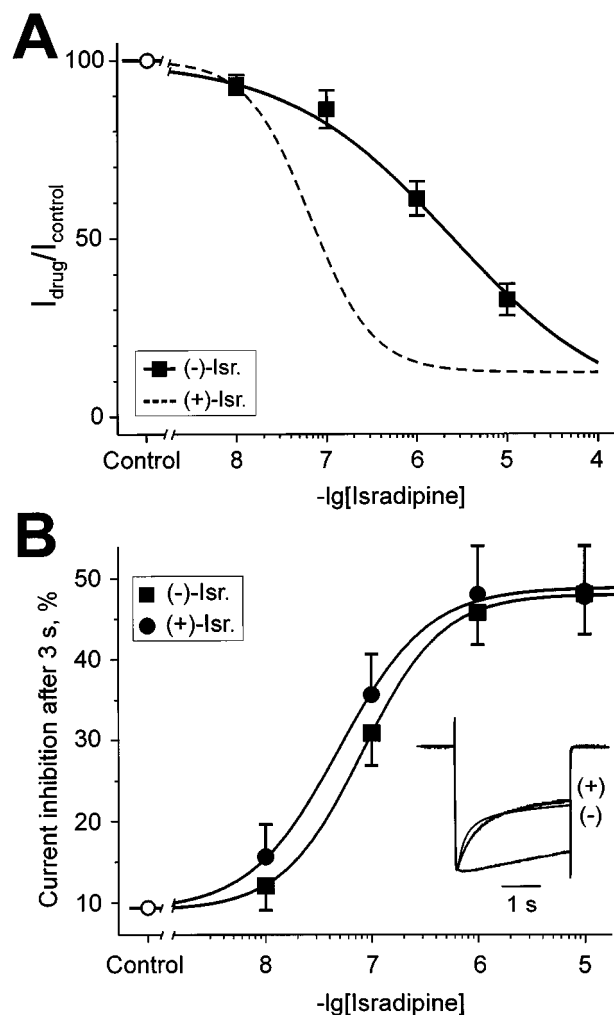 A
100
50
0
I_drug/I_control
(-)-Isr.
(+)-Isr.
Control 8 7 6 5 4
-lg[Isradipine]
B
50
40
30
20
10
Current inhibition after 3 s, %
(-)-Isr.
(+)-Isr.
(+)
(-)
1 s
Control 8 7 6 5
-lg[Isradipine]